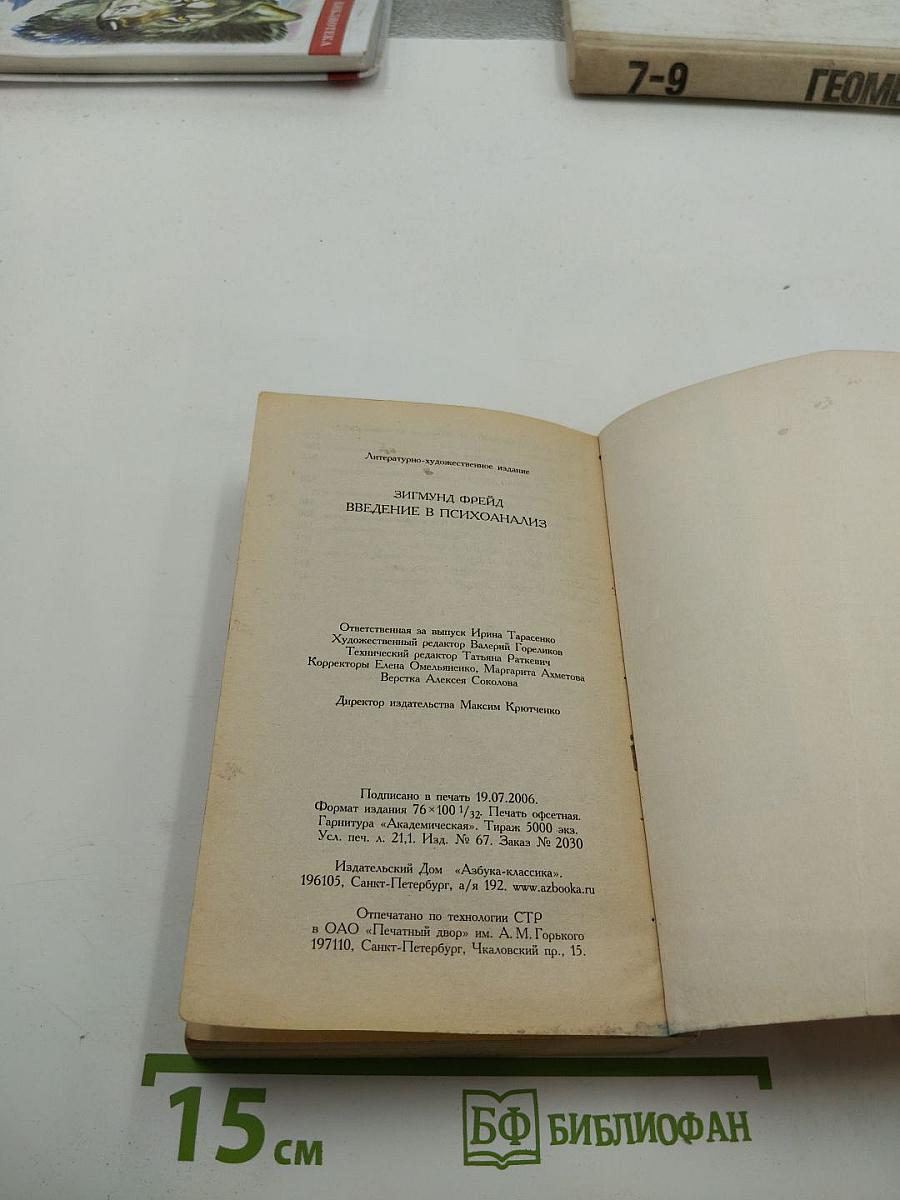 БИБЛИОТЕКА
7-9
ГЕОМЕ
Литературно-художественное издание
ЗИГМУНД ФРЕЙД
ВВЕДЕНИЕ В ПСИХОАНАЛИЗ
Ответственная за выпуск Ирина Тарасенко
Художественный редактор Валерий Гореликов
Технический редактор Татьяна Раткевич
Корректоры Елена Омельяненко, Маргарита Ахметова
Верстка Алексея Соколова
Директор издательства Максим Крютченко
Подписано в печать 19.07.2006.
Формат издания 76×100 1/32. Печать офсетная.
Гарнитура «Академическая». Тираж 5000 экз.
Усл. печ. л. 21,1. Изд. № 67. Заказ № 2030
Издательский Дом «Азбука-классика».
196105, Санкт-Петербург, а/я 192. www.azbooka.ru
Отпечатано по технологии CTP
в ОАО «Печатный двор» им. А. М. Горького
197110, Санкт-Петербург, Чкаловский пр., 15.
15 см
БФ БИБЛИОФАН